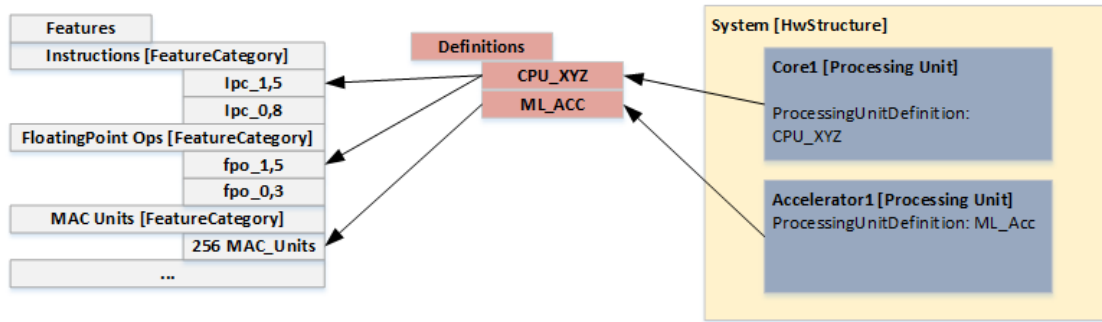 Features
Instructions [FeatureCategory]
Ipc_1,5
Ipc_0,8
FloatingPoint Ops [FeatureCategory]
fpo_1,5
fpo_0,3
MAC Units [FeatureCategory]
256 MAC_Units
...
Definitions
CPU_XYZ
ML_ACC
System [HwStructure]
Core1 [Processing Unit]
ProcessingUnitDefinition:
CPU_XYZ
Accelerator1 [Processing Unit]
ProcessingUnitDefinition: ML_Acc